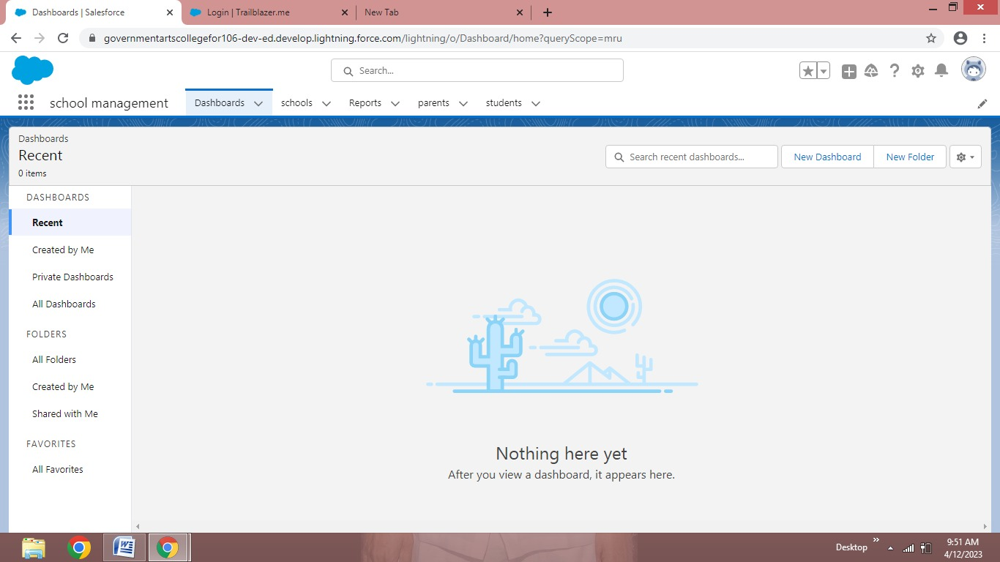 Dashboards | Salesforce
Login | Trailblazer.me
New Tab
governmentartscollegefor106-dev-ed.develop.lightning.force.com/lightning/o/Dashboard/home?queryScope=mru
Search...
school management
Dashboards
schools
Reports
parents
students
Dashboards
Recent
0 items
Search recent dashboards...
New Dashboard
New Folder
DASHBOARDS
Recent
Created by Me
Private Dashboards
All Dashboards
FOLDERS
All Folders
Created by Me
Shared with Me
FAVORITES
All Favorites
Nothing here yet
After you view a dashboard, it appears here.
Desktop
9:51 AM
4/12/2023